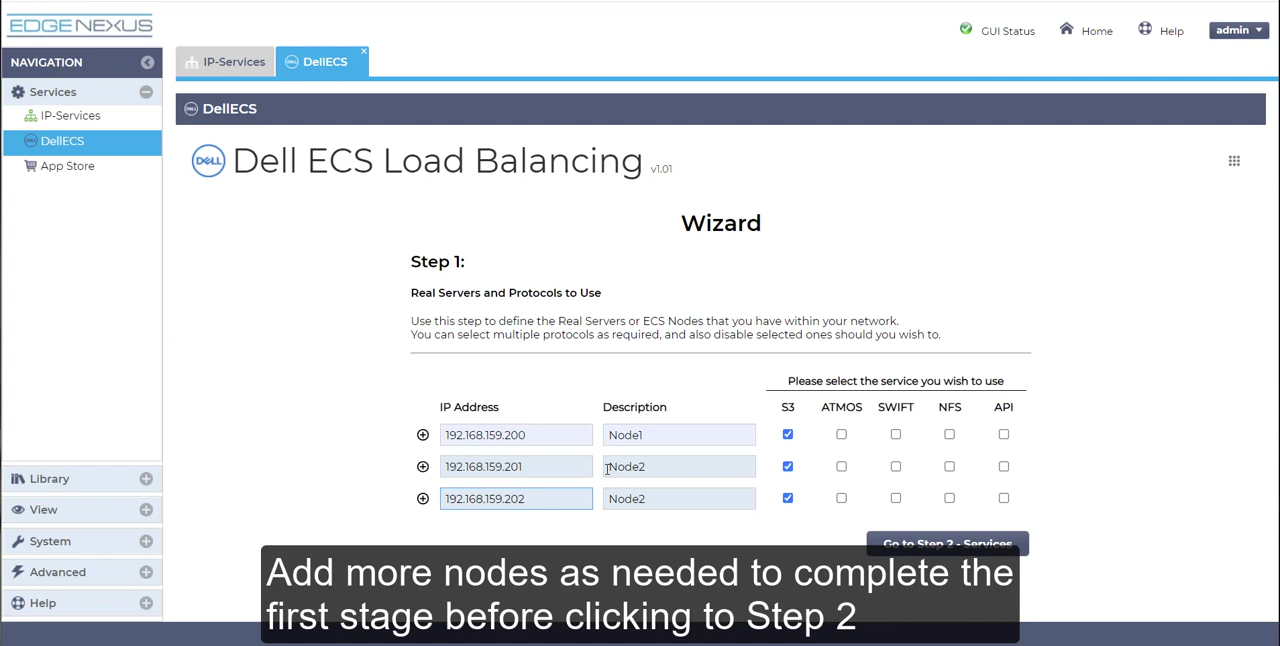 EDGENEXUS
GUI Status
Home
Help
admin
NAVIGATION
Services
IP-Services
DellECS
App Store
Library
View
System
Advanced
Help
IP-Services
DellECS
DellECS
DELL
Dell ECS Load Balancing v1.01
Wizard
Step 1:
Real Servers and Protocols to Use
Use this step to define the Real Servers or ECS Nodes that you have within your network.
You can select multiple protocols as required, and also disable selected ones should you wish to.
Please select the service you wish to use
IP Address Description S3 ATMOS SWIFT NFS API
192.168.159.200 Node1
192.168.159.201 Node2
192.168.159.202 Node2
Go to Step 2 - Services
Add more nodes as needed to complete the
first stage before clicking to Step 2